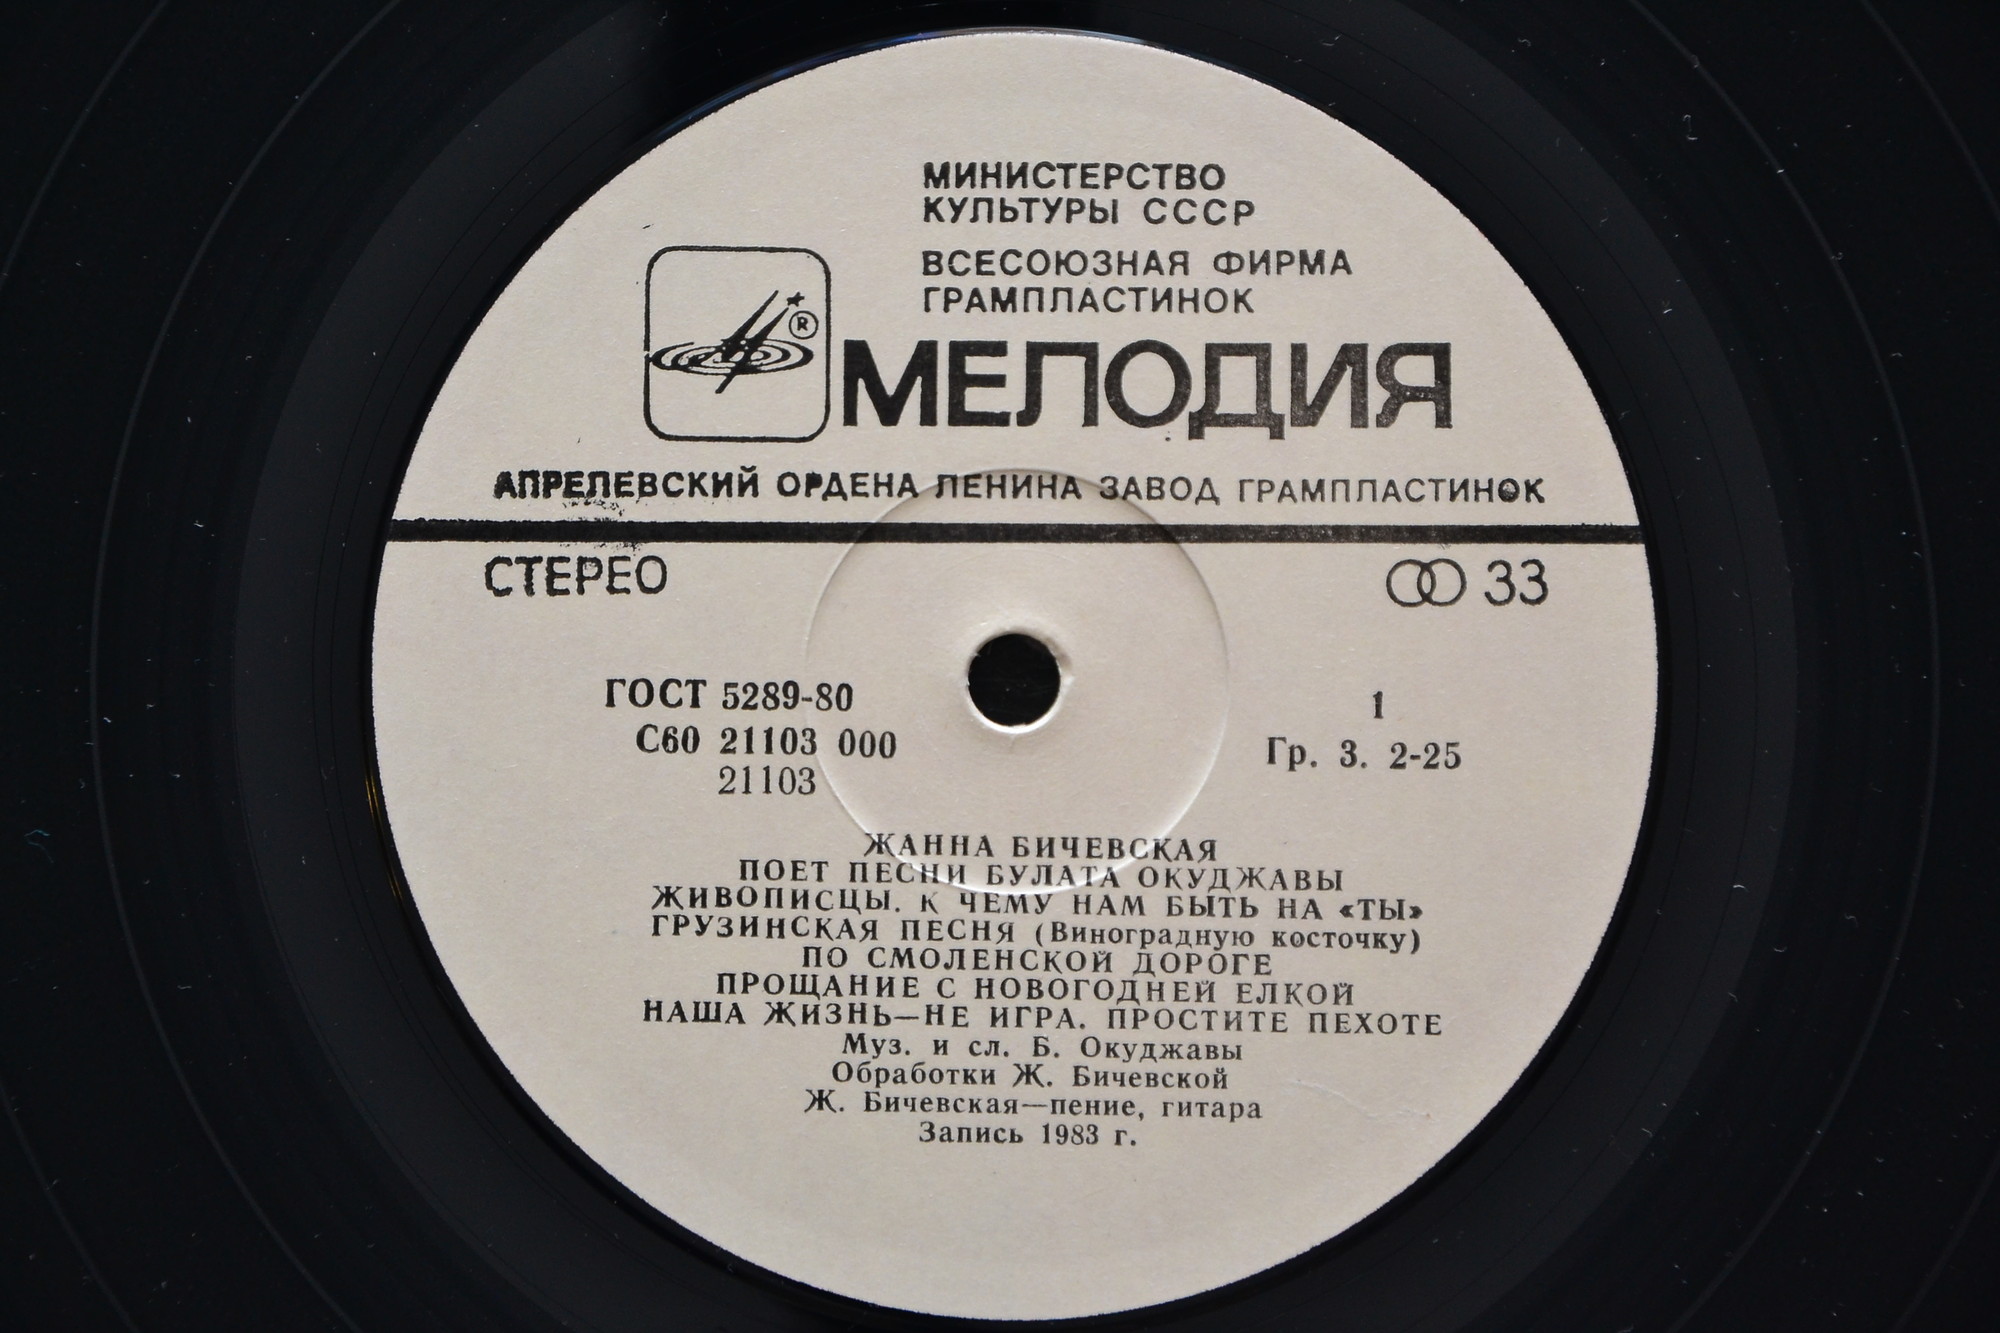 МИНИСТЕРСТВО
КУЛЬТУРЫ СССР
ВСЕСОЮЗНАЯ ФИРМА
ГРАМПЛАСТИНОК
®
МЕЛОДИЯ
АПРЕЛЕВСКИЙ ОРДЕНА ЛЕНИНА ЗАВОД ГРАМПЛАСТИНОК
СТЕРЕО 33
ГОСТ 5289-80
С60 21103 000
21103
1
Гр. 3. 2-25
ЖАННА БИЧЕВСКАЯ
ПОЕТ ПЕСНИ БУЛАТА ОКУДЖАВЫ
ЖИВОПИСЦЫ. К ЧЕМУ НАМ БЫТЬ НА «ТЫ»
ГРУЗИНСКАЯ ПЕСНЯ (Виноградную косточку)
ПО СМОЛЕНСКОЙ ДОРОГЕ
ПРОЩАНИЕ С НОВОГОДНЕЙ ЕЛКОЙ
НАША ЖИЗНЬ—НЕ ИГРА. ПРОСТИТЕ ПЕХОТЕ
Муз. и сл. Б. Окуджавы
Обработки Ж. Бичевской
Ж. Бичевская—пение, гитара
Запись 1983 г.